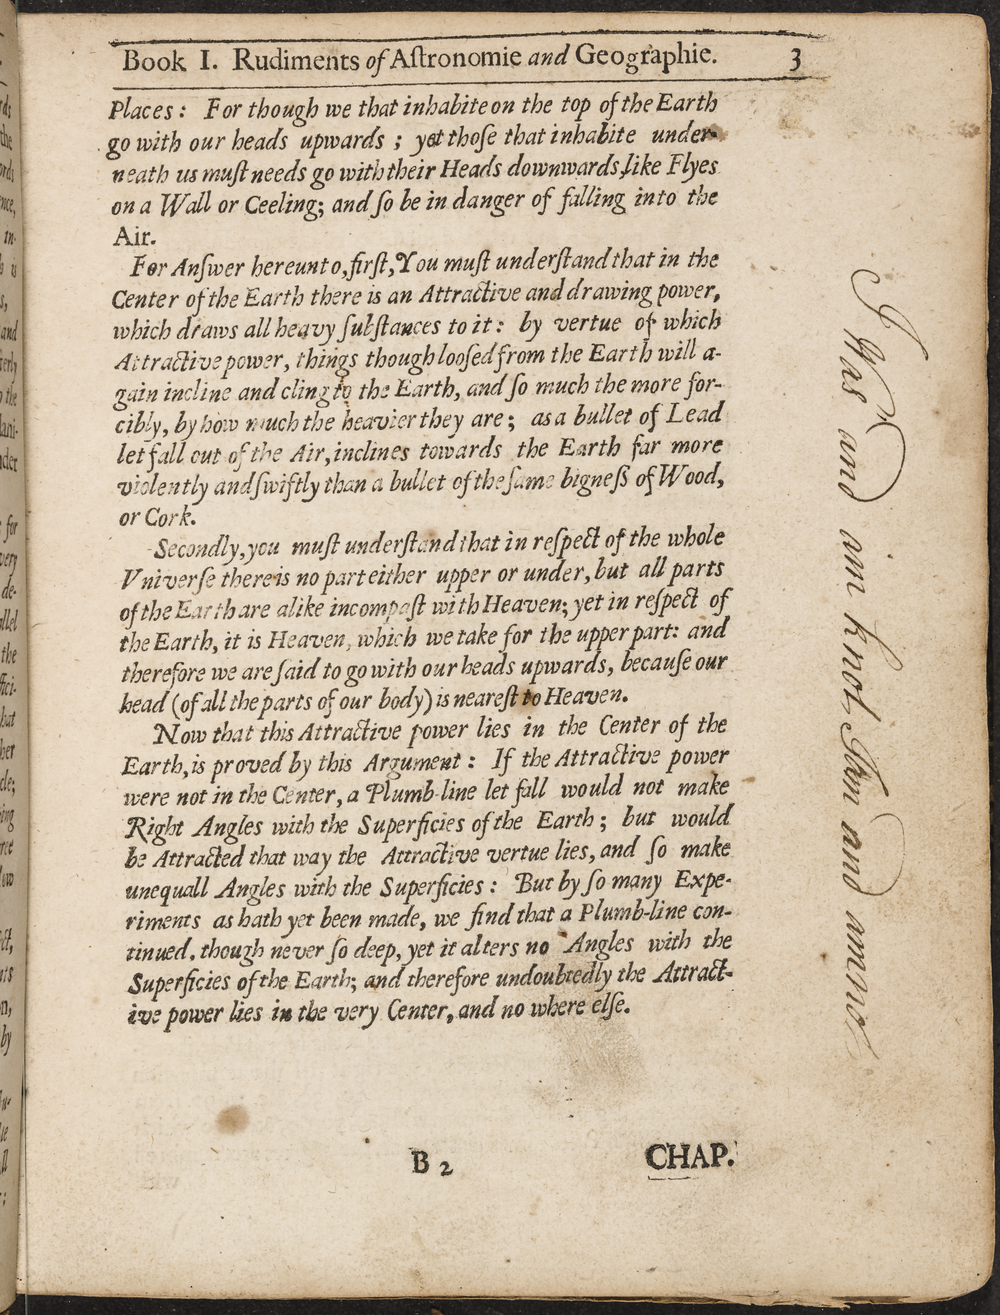 Book I. Rudiments of Aſtronomie and Geographie. 3
Places: For though we that inhabite on the top of the Earth
go with our heads upwards; yet thoſe that inhabite under-
neath us muſt needs go with their Heads downwards, like Flyes
on a Wall or Ceeling; and ſo be in danger of falling into the
Air.
For Anſwer hereunto, firſt, You muſt underſtand that in the
Center of the Earth there is an Attractive and drawing power,
which draws all heavy ſubſtances to it: by vertue of which
Attractive power, things though looſed from the Earth will a-
gain incline and cling to the Earth, and ſo much the more for-
cibly, by how much the heavier they are; as a bullet of Lead
let fall out of the Air, inclines towards the Earth far more
violently and ſwiftly than a bullet of the ſame bigneſs of Wood,
or Cork.
Secondly, you muſt underſtand that in reſpect of the whole
Univerſe there is no part either upper or under, but all parts
of the Earth are alike incompaſt with Heaven; yet in reſpect of
the Earth, it is Heaven, which we take for the upper part: and
therefore we are ſaid to go with our heads upwards, becauſe our
head (of all the parts of our body) is neareſt to Heaven.
Now that this Attractive power lies in the Center of the
Earth, is proved by this Argument: If the Attractive power
were not in the Center, a Plumb-line let fall would not make
Right Angles with the Superficies of the Earth; but would
be Attracted that way the Attractive vertue lies, and ſo make
unequall Angles with the Superficies: But by ſo many Expe-
riments as hath yet been made, we find that a Plumb-line con-
tinued, though never ſo deep, yet it alters no Angles with the
Superficies of the Earth; and therefore undoubtedly the Attract-
ive power lies in the very Center, and no where elſe.
B 2 CHAP.
I Was and am knot Thin and